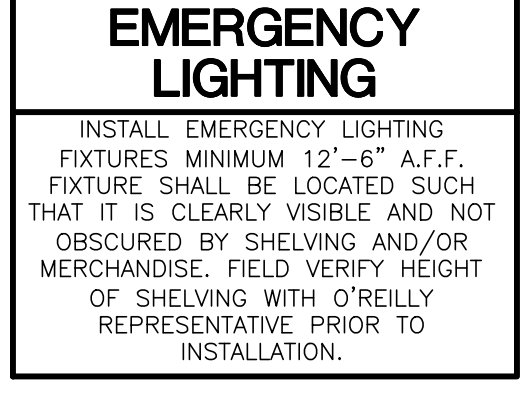 EMERGENCY
LIGHTING
INSTALL EMERGENCY LIGHTING
FIXTURES MINIMUM 12'-6" A.F.F.
FIXTURE SHALL BE LOCATED SUCH
THAT IT IS CLEARLY VISIBLE AND NOT
OBSCURED BY SHELVING AND/OR
MERCHANDISE. FIELD VERIFY HEIGHT
OF SHELVING WITH O'REILLY
REPRESENTATIVE PRIOR TO
INSTALLATION.